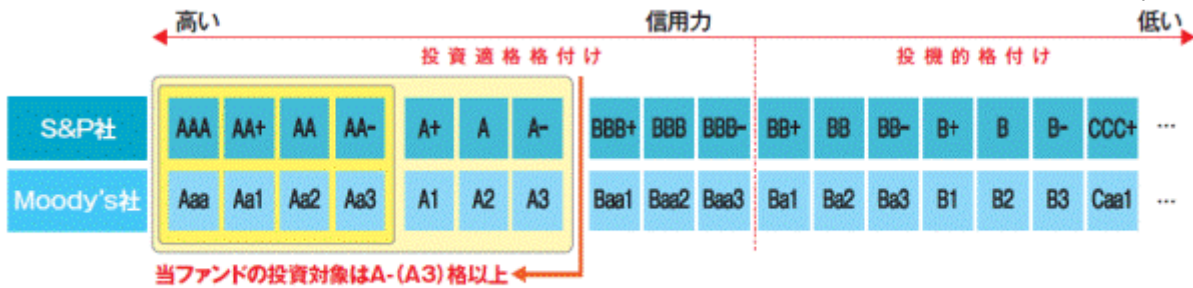 高い 信用力 低い
投資適格格付け 投機的格付け
S&P社 AAA AA+ AA AA- A+ A A- BBB+ BBB BBB- BB+ BB BB- B+ B B- CCC+ …
Moody's社 Aaa Aa1 Aa2 Aa3 A1 A2 A3 Baa1 Baa2 Baa3 Ba1 Ba2 Ba3 B1 B2 B3 Caa1 …
当ファンドの投資対象はA-(A3)格以上